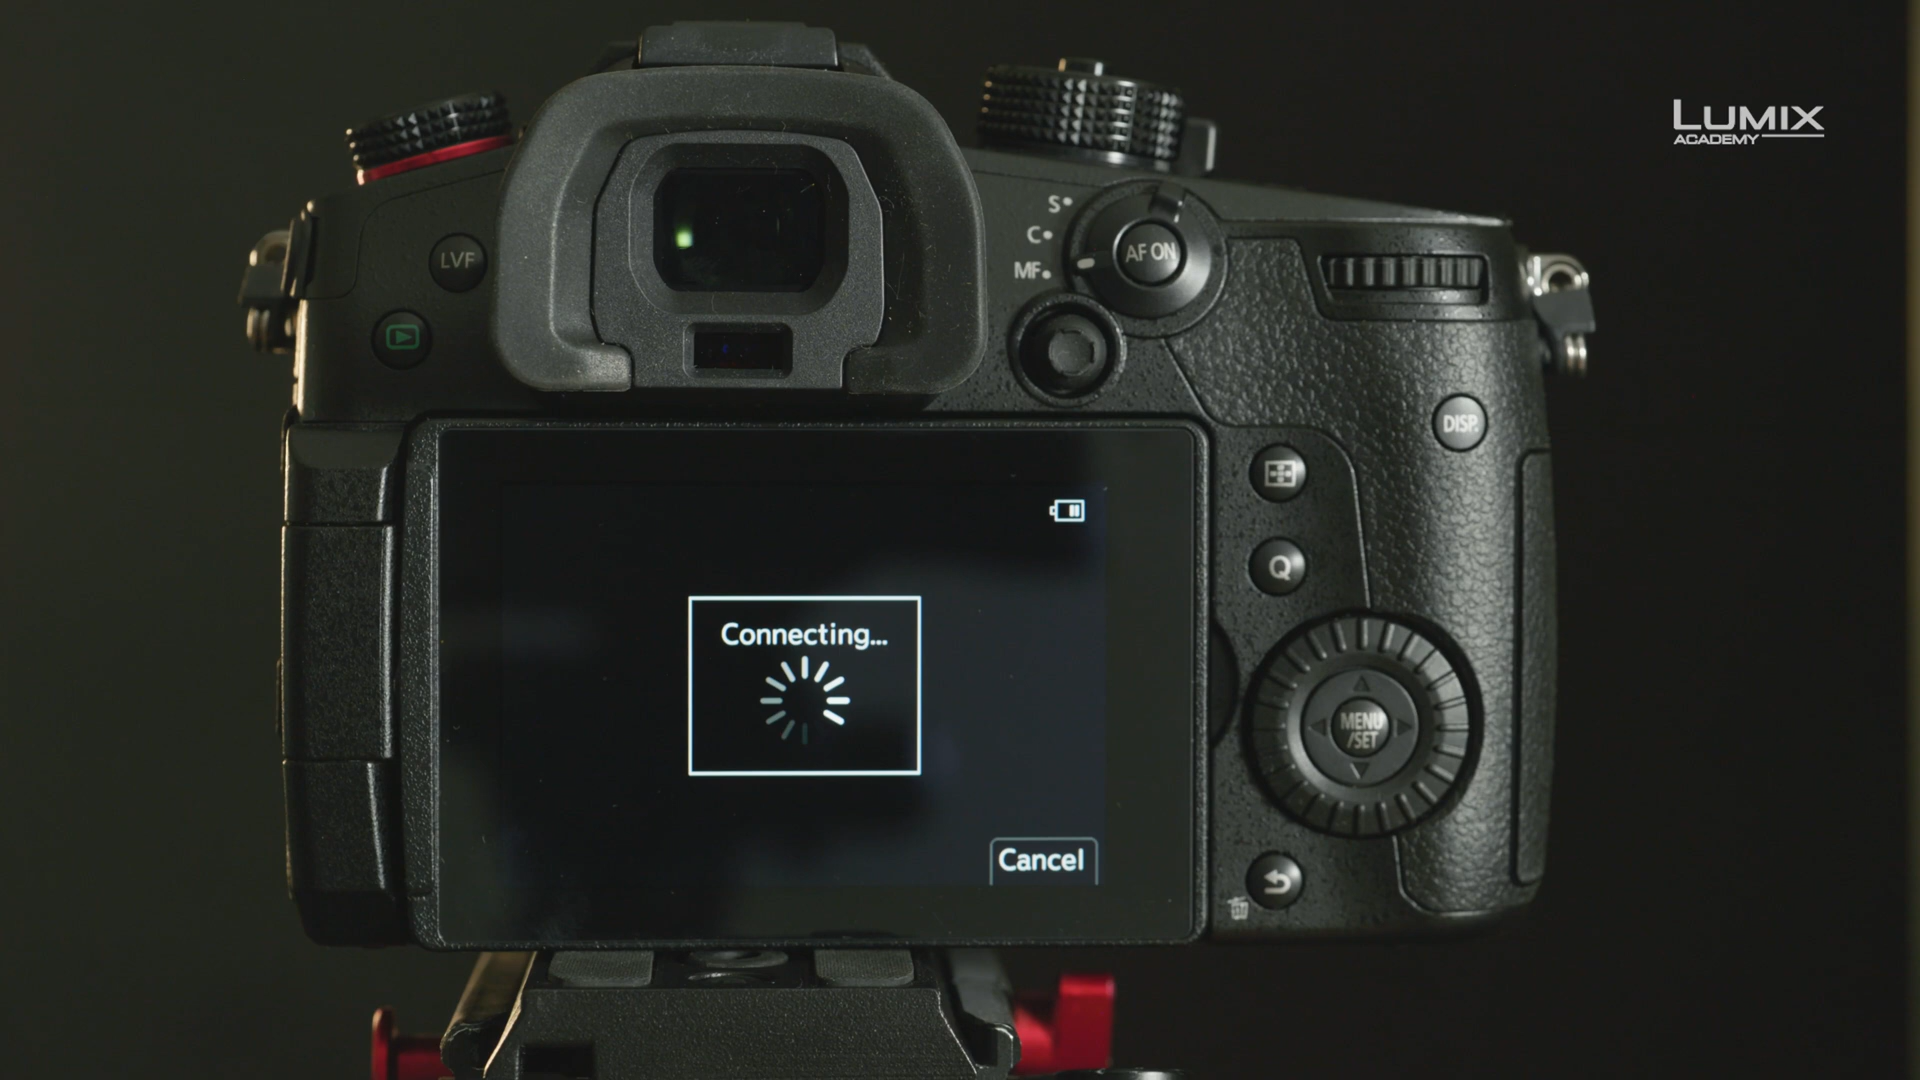 LUMIX
ACADEMY
LVF
S
C
MF
AF ON
DISP.
Q
MENU
/SET
Connecting...
Cancel